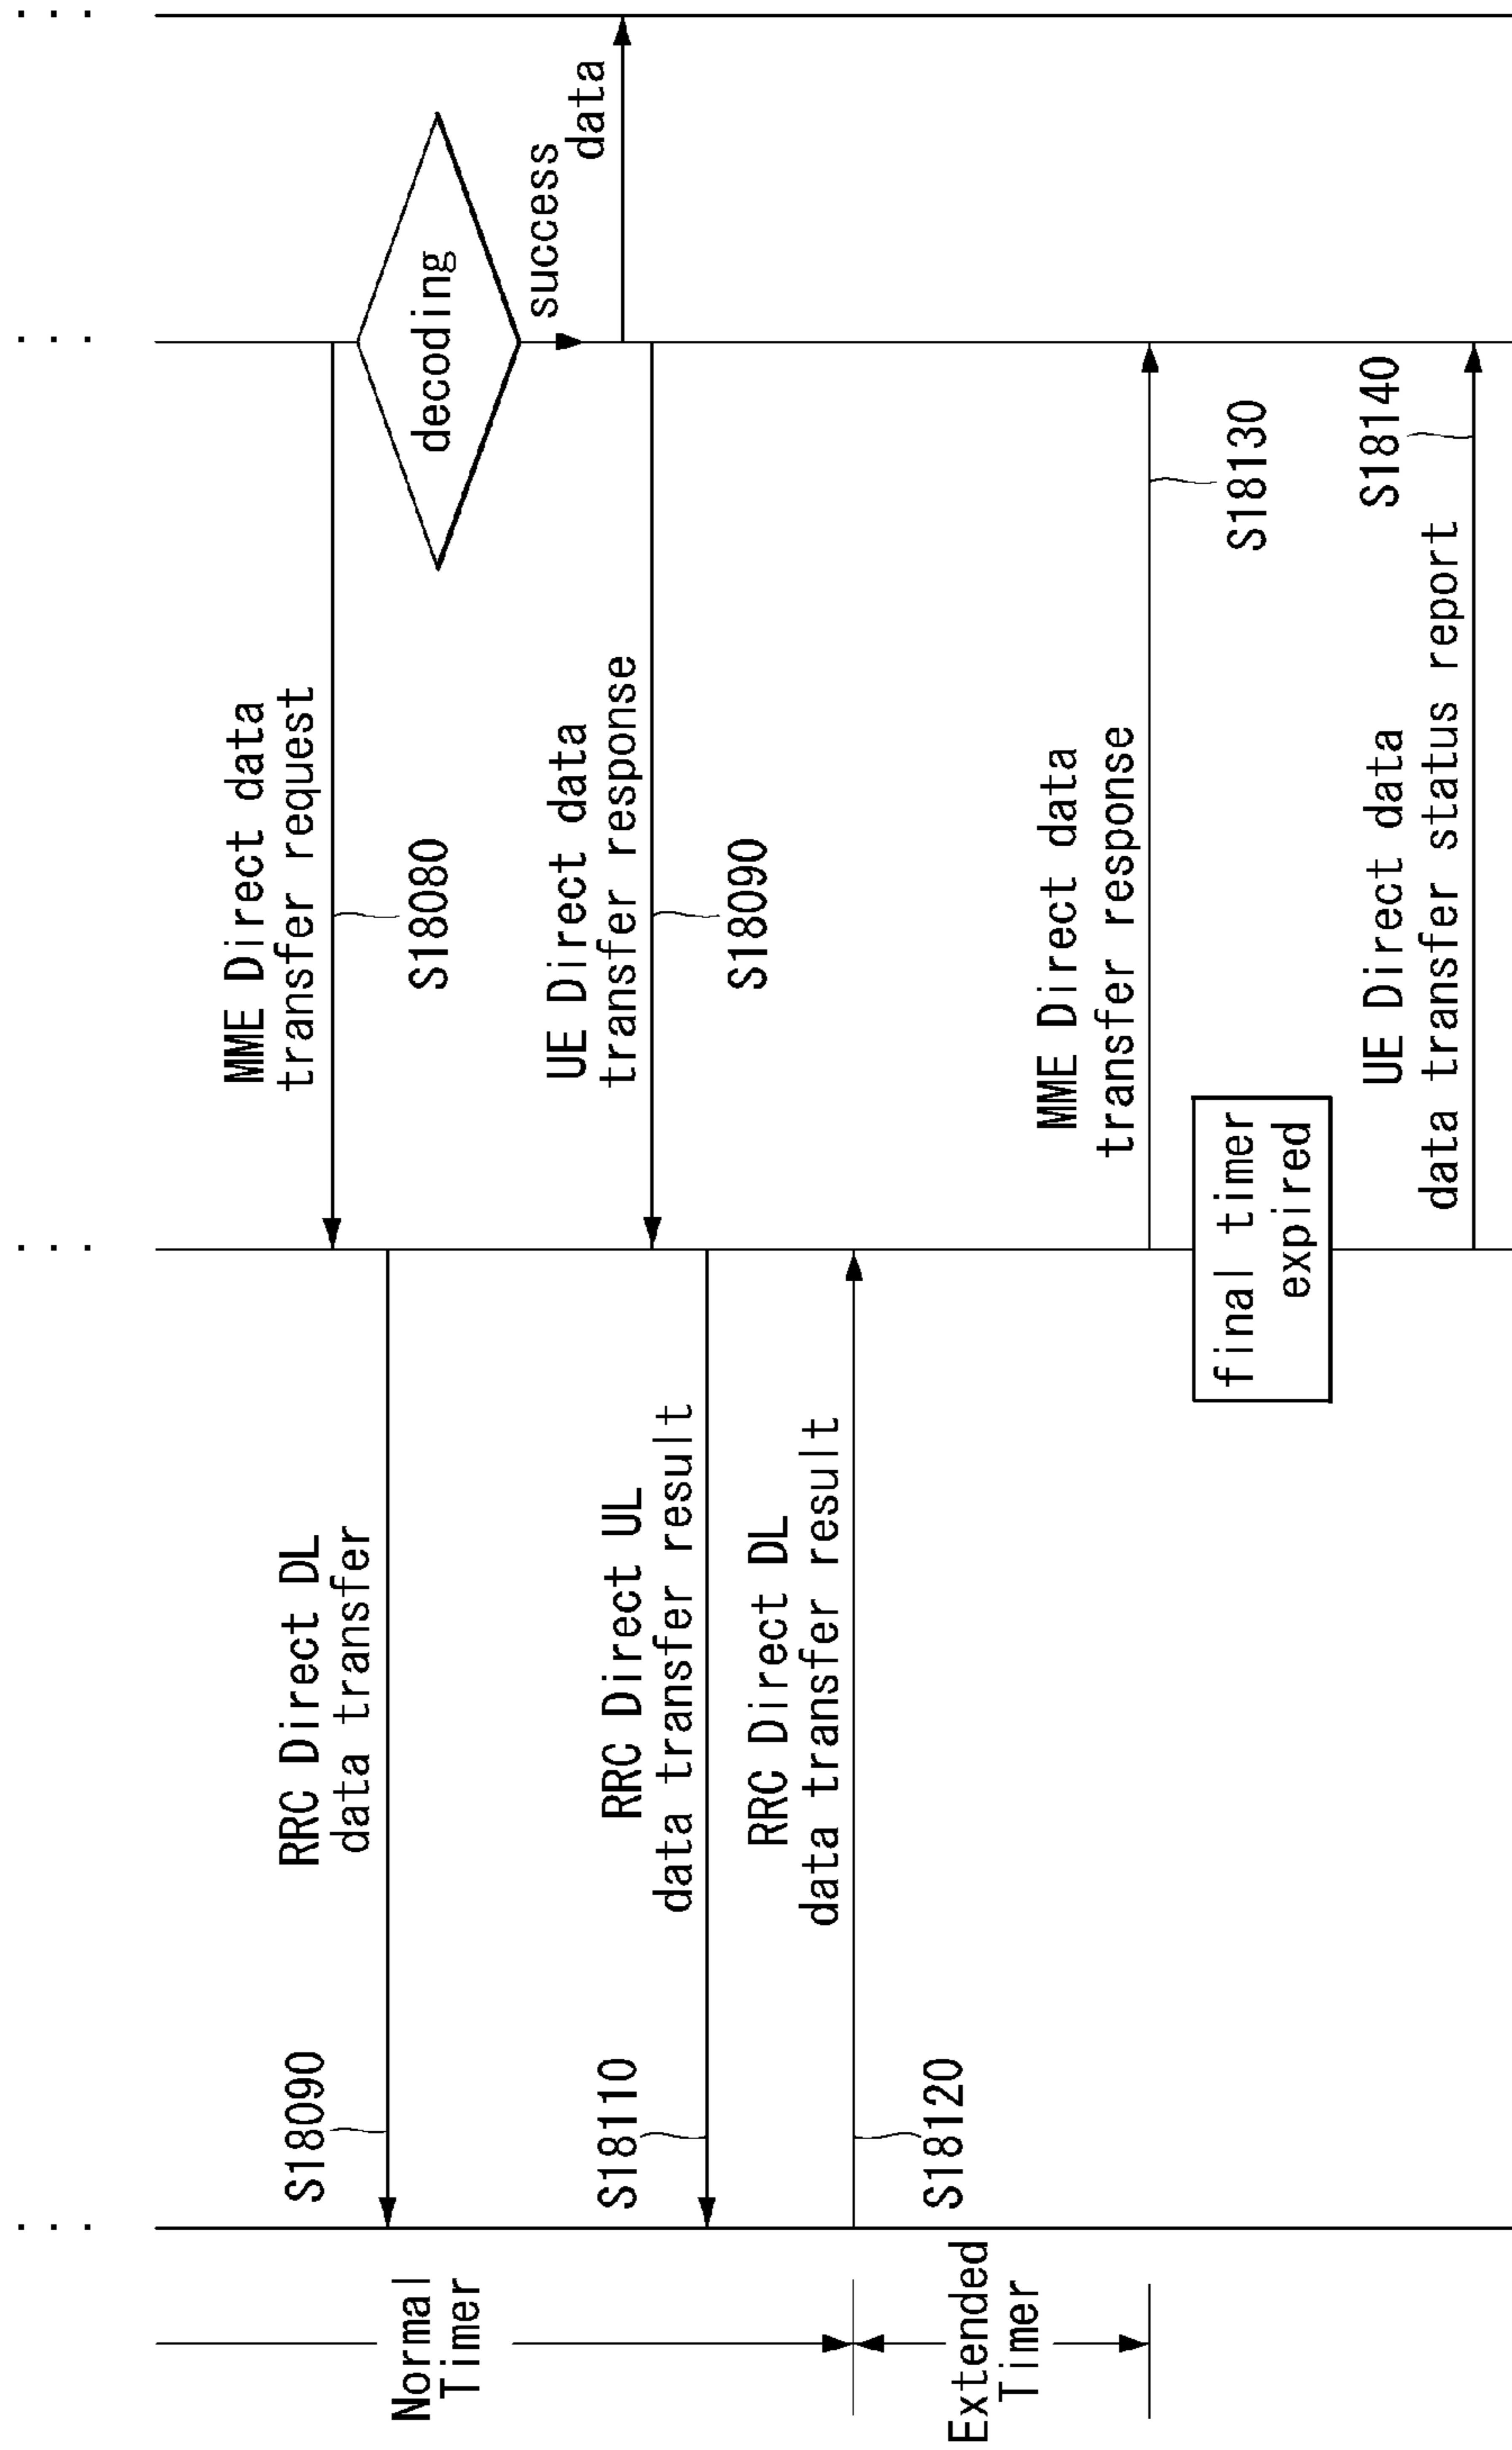 . . .
. . .
. . .
. . .
MME Direct data
transfer request
S18080
decoding
success
data
RRC Direct DL
data transfer
S18090
Normal
Timer
UE Direct data
transfer response
S18090
RRC Direct UL
data transfer result
S18110
RRC Direct DL
data transfer result
S18120
Extended
Timer
MME Direct data
transfer response
S18130
final timer
expired
UE Direct data
data transfer status report
S18140